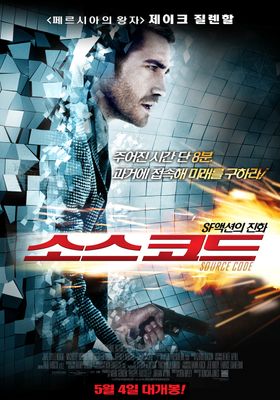 <페르시아의 왕자> 제이크 질렌할
주어진 시간 단 8분
과거에 접속해 미래를 구하라!
SF액션의 진화
소스 코드
SOURCE CODE
5월 4일 대개봉!